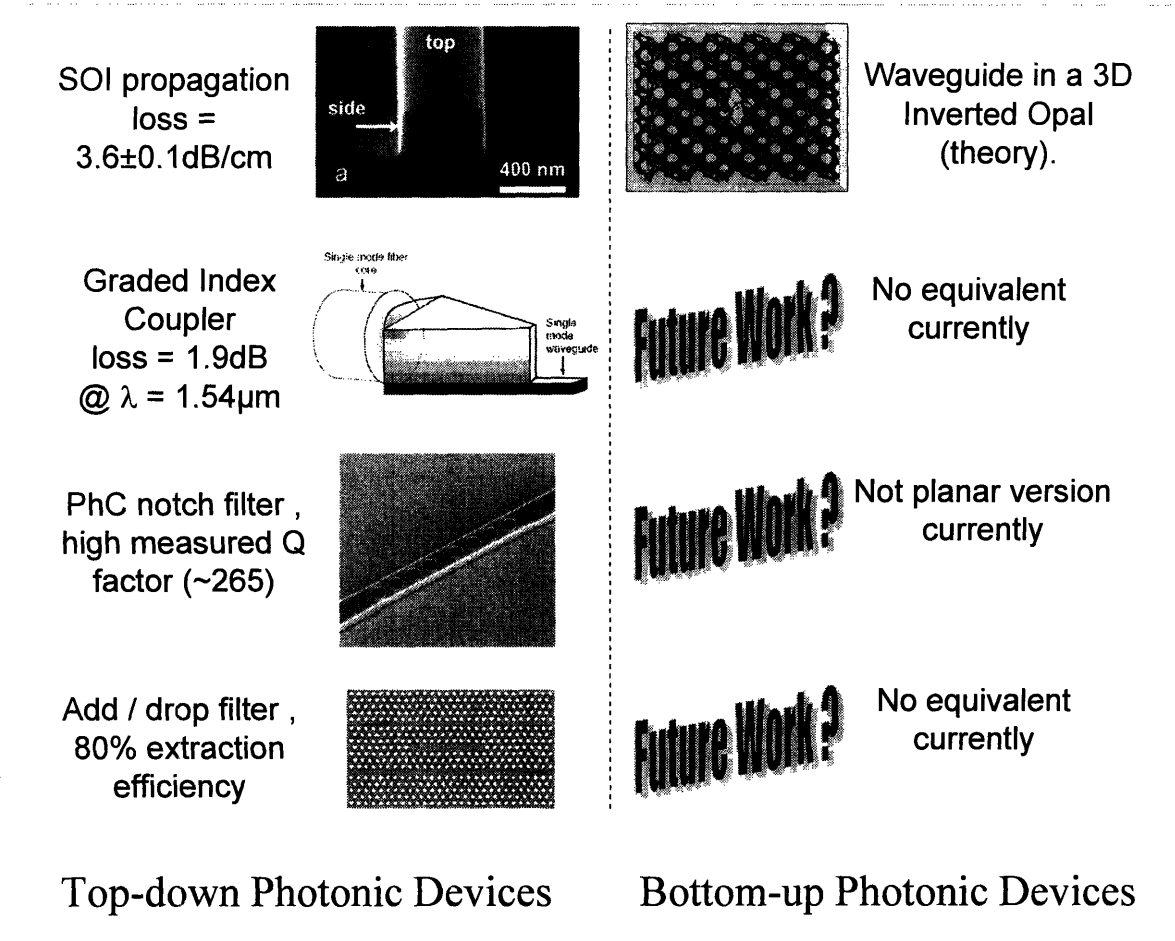 SOI propagation
loss =
3.6±0.1dB/cm
top
side
a
400 nm
Waveguide in a 3D
Inverted Opal
(theory).
Graded Index
Coupler
loss = 1.9dB
@ λ = 1.54µm
Single mode fiber
core
Single
mode
waveguide
Future Work ?
No equivalent
currently
PhC notch filter ,
high measured Q
factor (~265)
Future Work ?
Not planar version
currently
Add / drop filter ,
80% extraction
efficiency
Future Work ?
No equivalent
currently
Top-down Photonic Devices
Bottom-up Photonic Devices